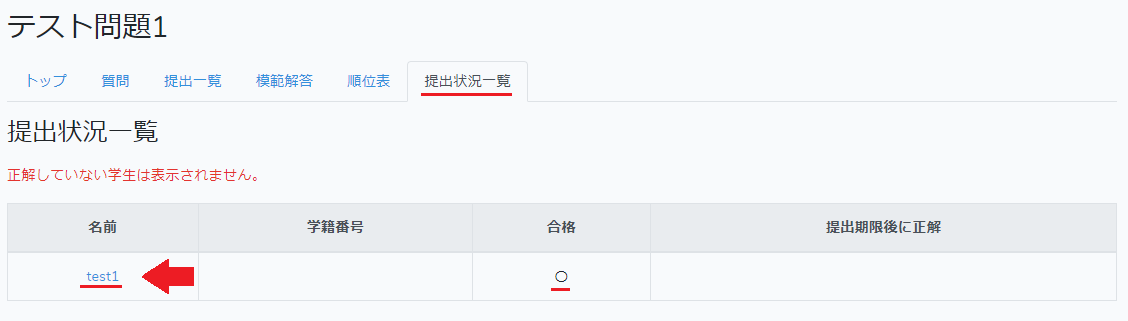 テスト問題1
トップ 質問 提出一覧 模範解答 順位表 提出状況一覧
提出状況一覧
正解していない学生は表示されません。
名前 学籍番号 合格 提出期限後に正解
test1 〇